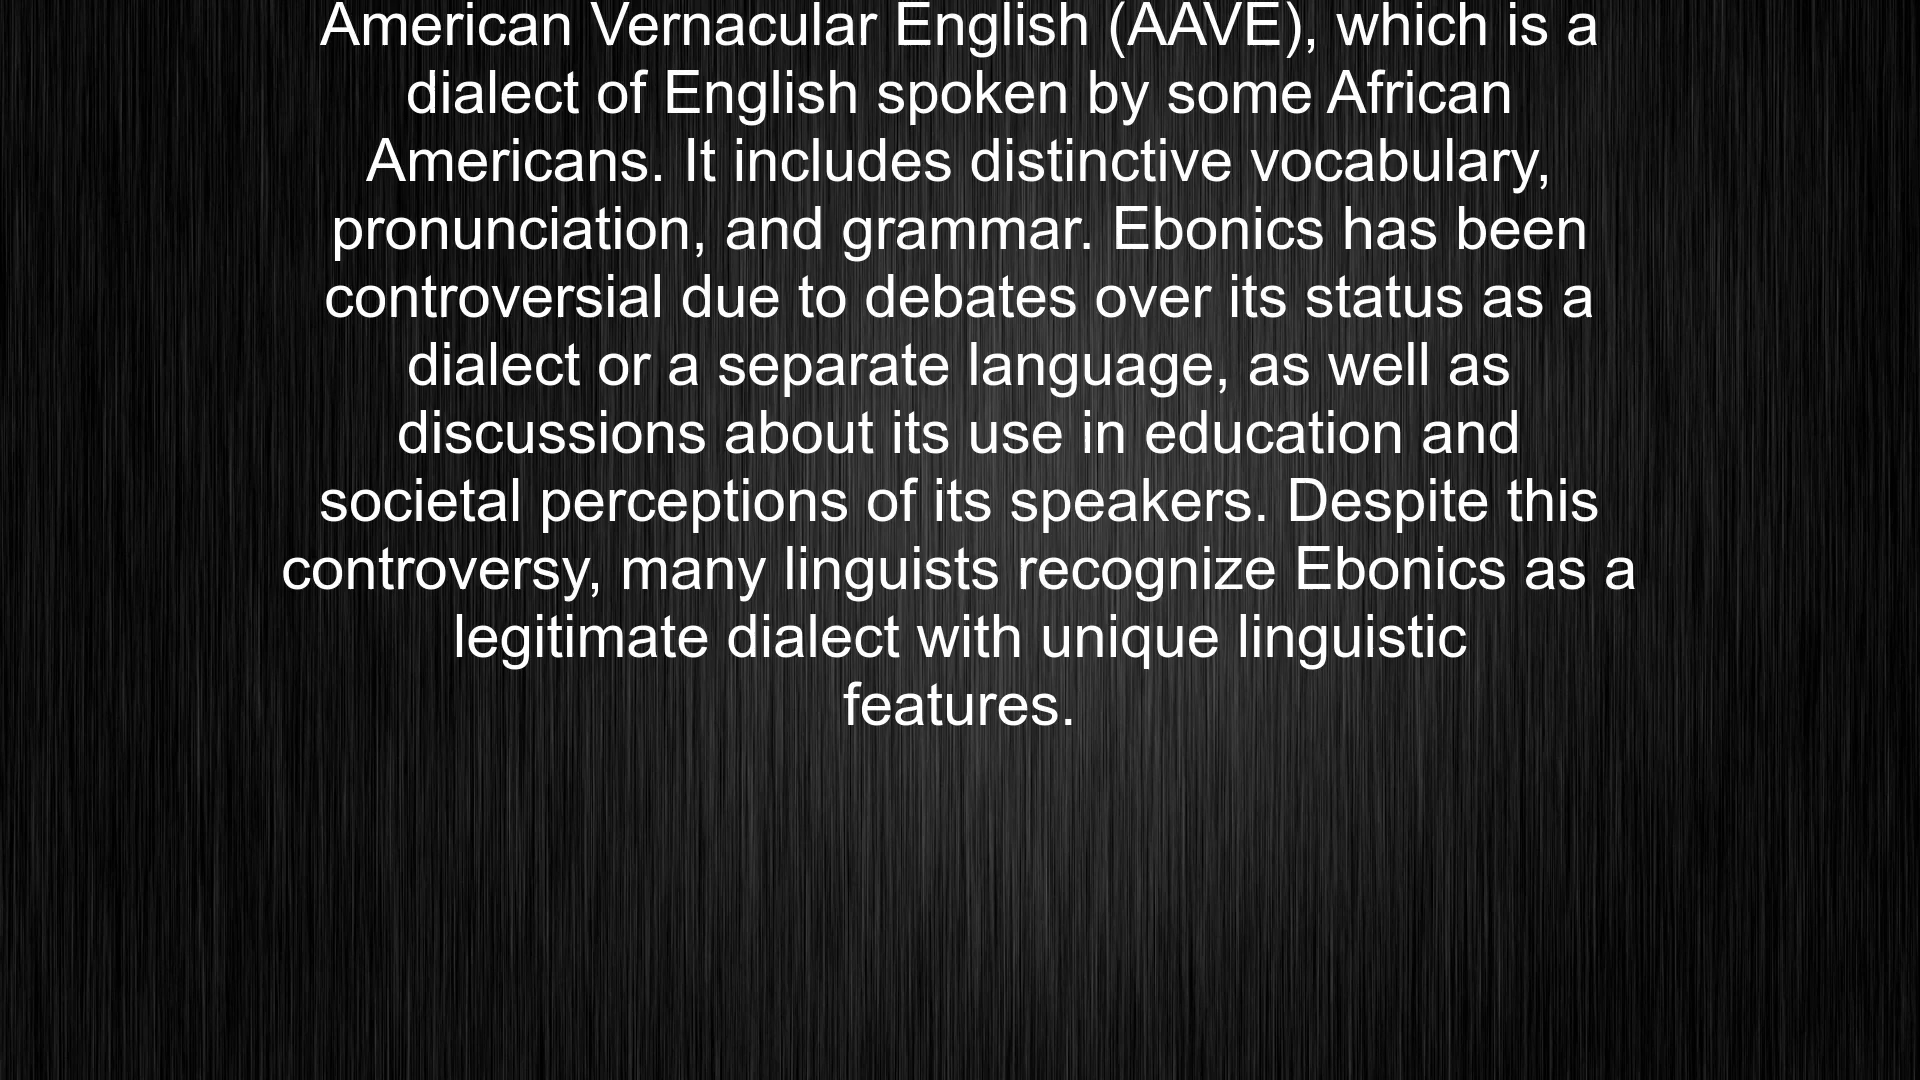 American Vernacular English (AAVE), which is a
dialect of English spoken by some African
Americans. It includes distinctive vocabulary,
pronunciation, and grammar. Ebonics has been
controversial due to debates over its status as a
dialect or a separate language, as well as
discussions about its use in education and
societal perceptions of its speakers. Despite this
controversy, many linguists recognize Ebonics as a
legitimate dialect with unique linguistic
features.